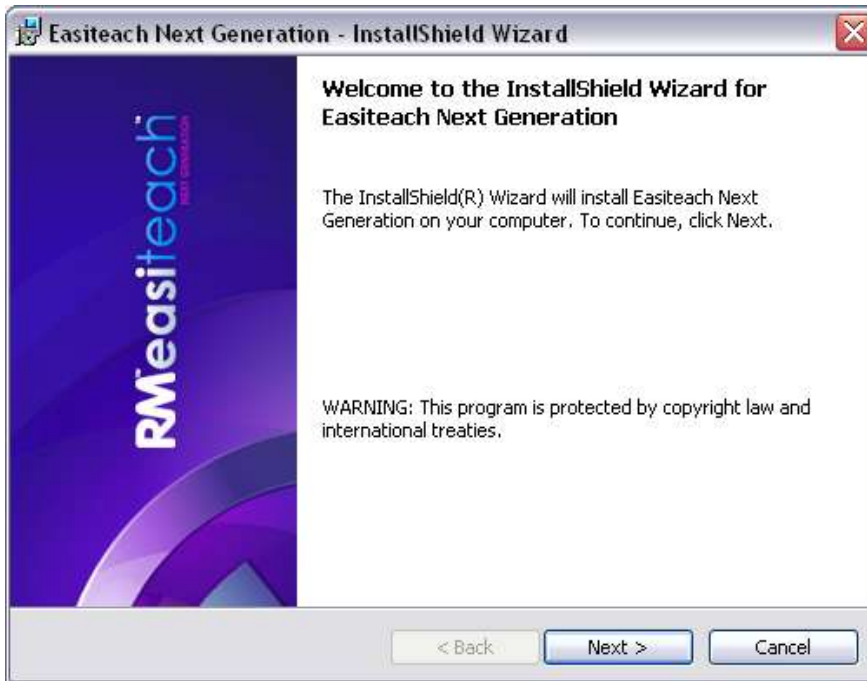 Easiteach Next Generation - InstallShield Wizard
RM easiteach™
NEXT GENERATION
Welcome to the InstallShield Wizard for
Easiteach Next Generation
The InstallShield(R) Wizard will install Easiteach Next
Generation on your computer. To continue, click Next.
WARNING: This program is protected by copyright law and
international treaties.
< Back
Next >
Cancel